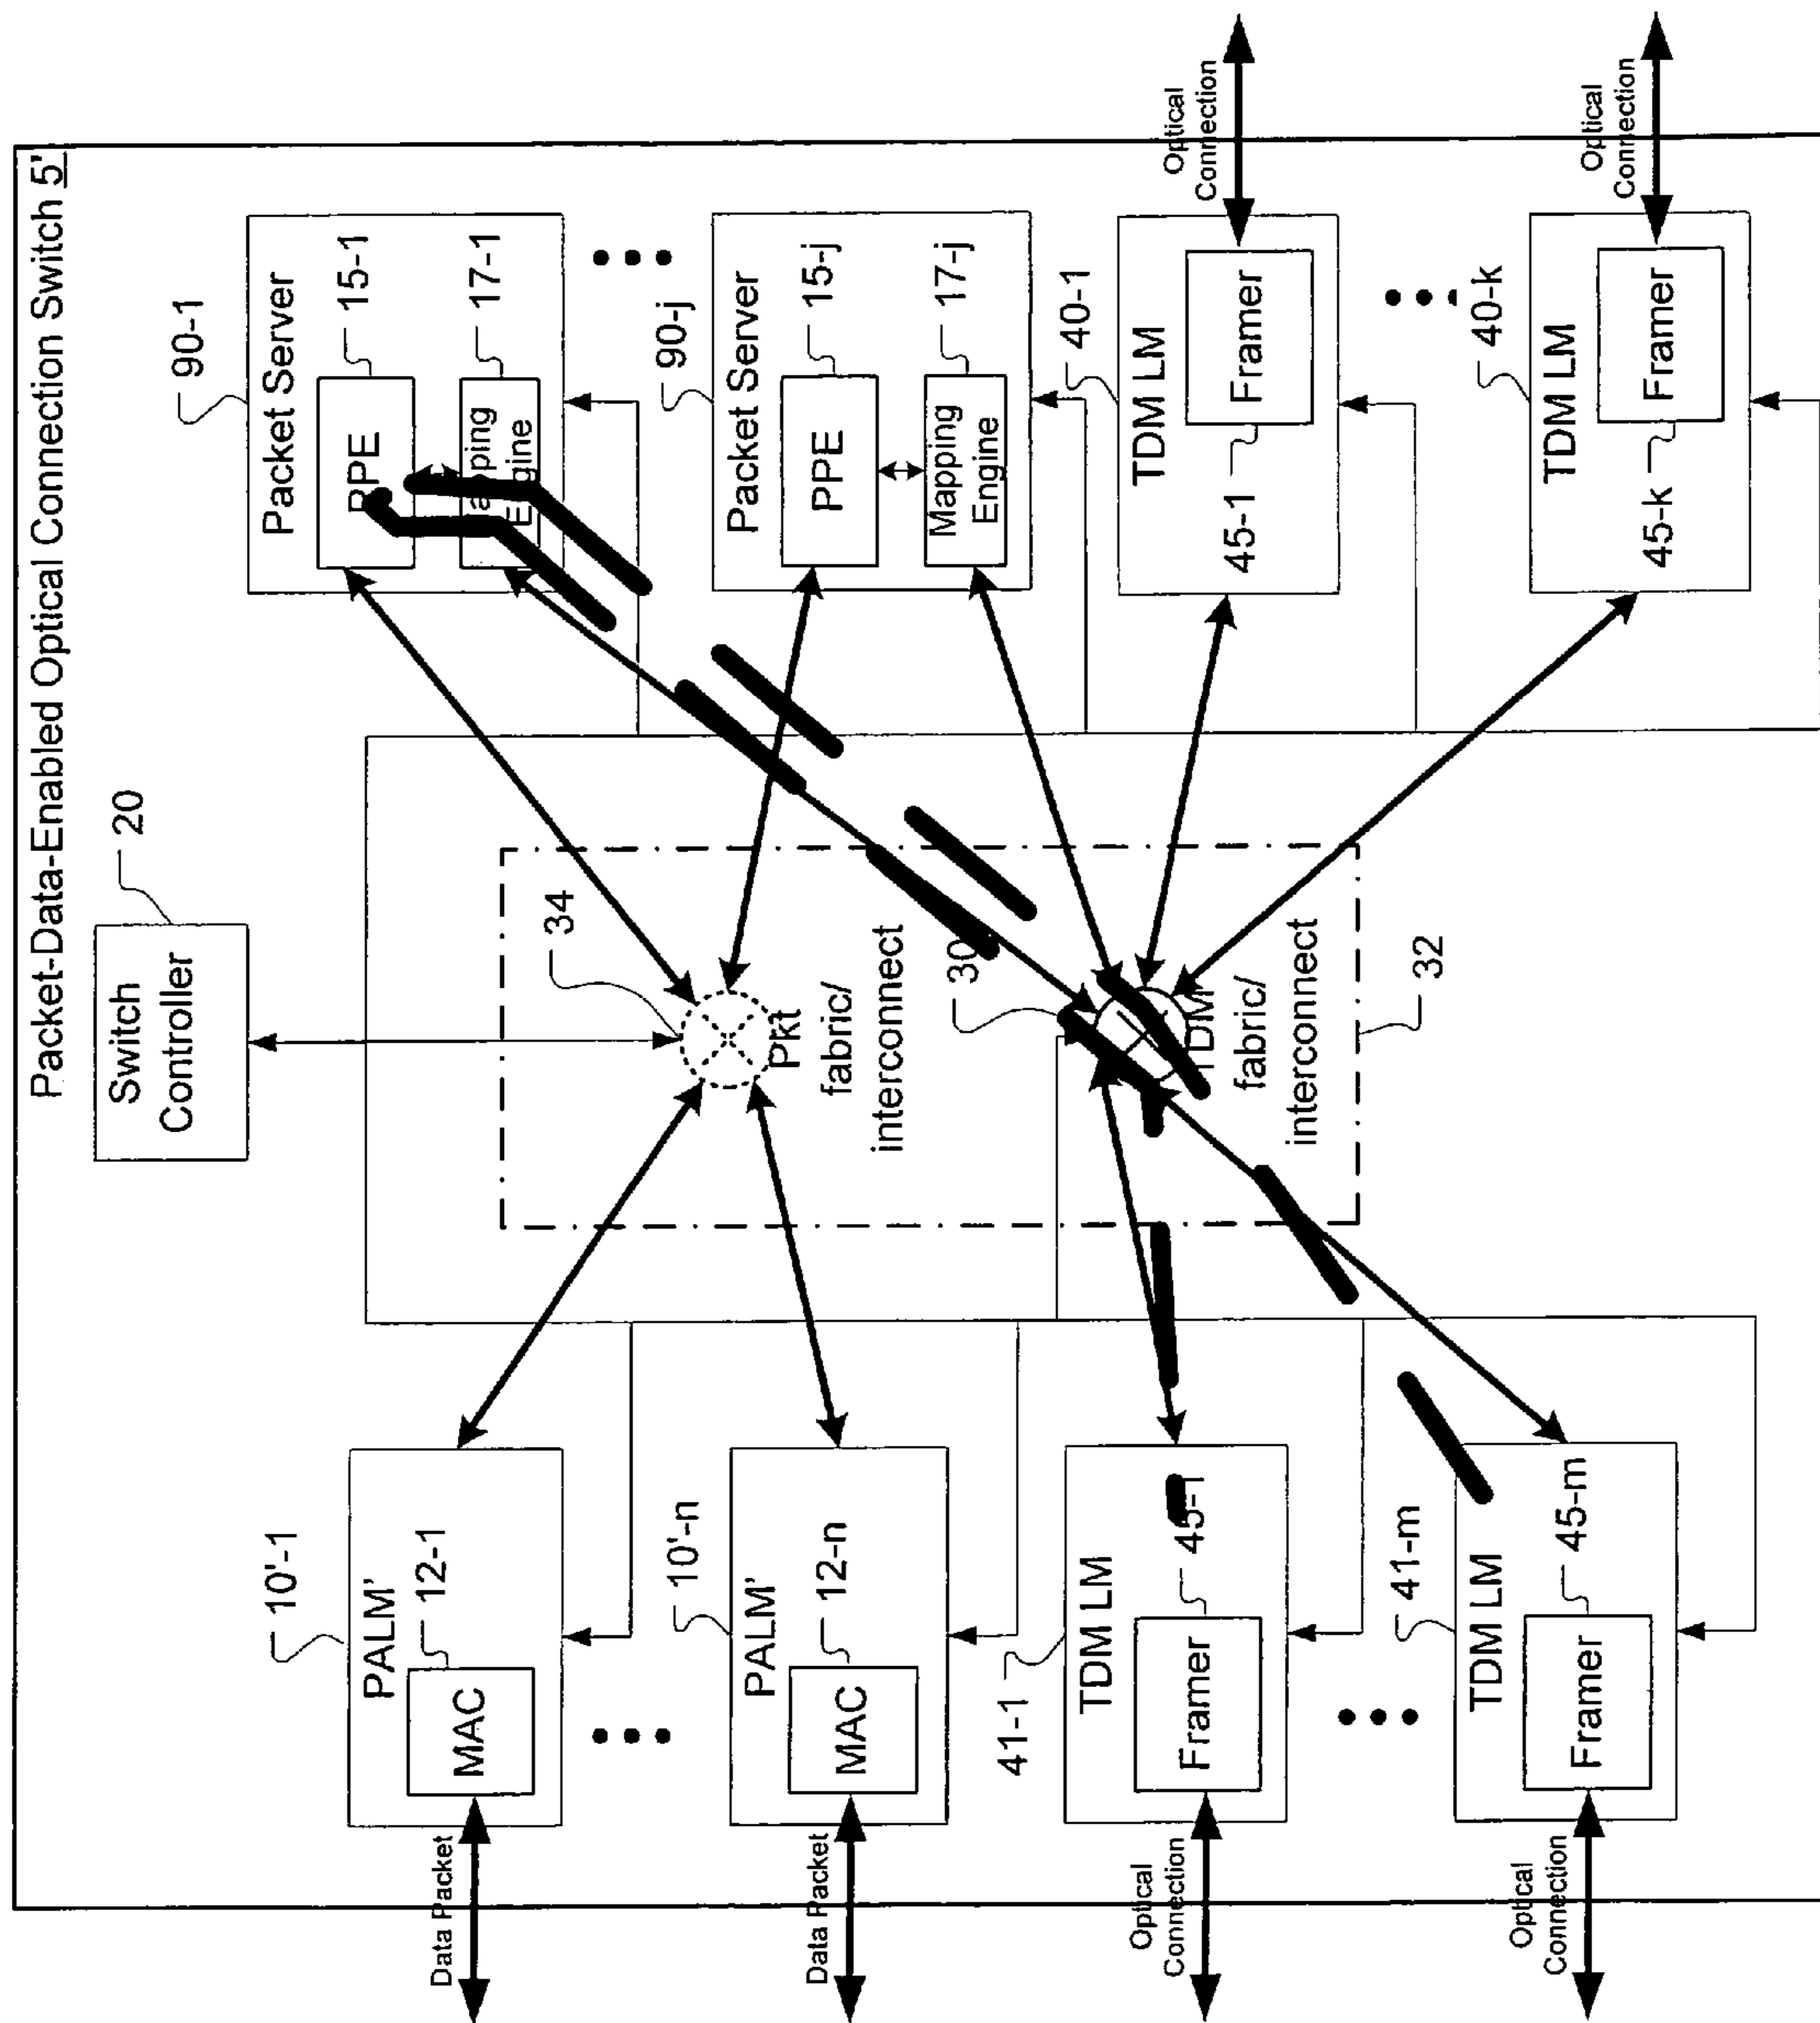 Packet-Data-Enabled Optical Connection Switch 5'
Switch
Controller
20
10'-1
PALM'
12-1
MAC
Data Packet
10'-n
PALM'
12-n
MAC
Data Packet
41-1
TDM LM
45-1
Framer
Optical
Connection
41-m
TDM LM
45-m
Framer
Optical
Connection
34
Pkt
fabric/
interconnect
30
TDM
fabric/
interconnect
32
90-1
Packet Server
15-1
PPE
17-1
90-j
Packet Server
15-j
PPE
17-j
Mapping
Engine
40-1
TDM LM
45-1
Framer
Optical
Connection
40-k
TDM LM
45-k
Framer
Optical
Connection